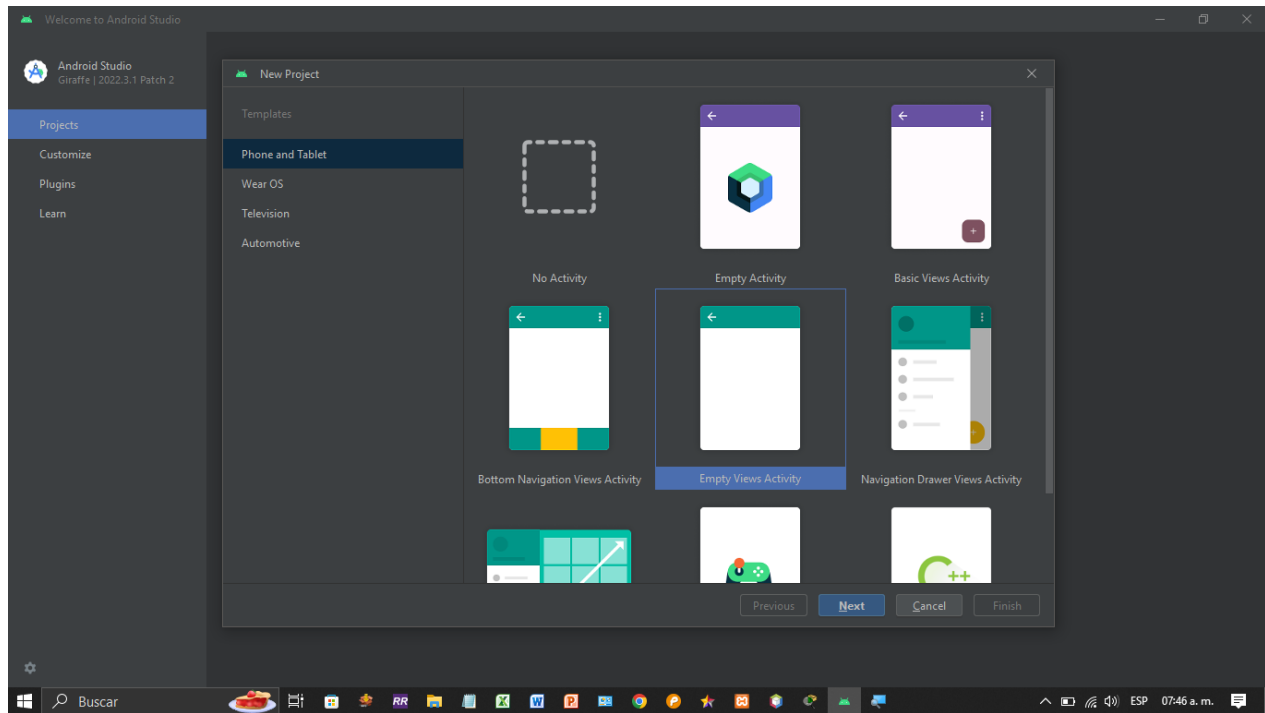 Welcome to Android Studio
Android Studio
Giraffe | 2022.3.1 Patch 2
Projects
Customize
Plugins
Learn
New Project
Templates
Phone and Tablet
Wear OS
Television
Automotive
No Activity
Empty Activity
Basic Views Activity
Bottom Navigation Views Activity
Empty Views Activity
Navigation Drawer Views Activity
C++
Previous
Next
Cancel
Finish
Buscar
RR
ESP
07:46 a. m.